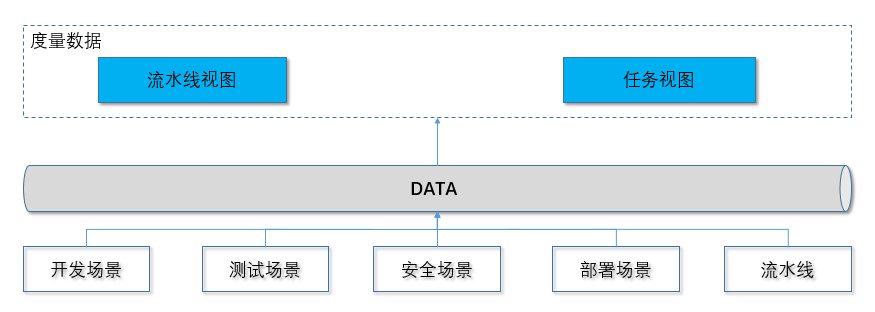 度量数据
流水线视图
任务视图
DATA
开发场景
测试场景
安全场景
部署场景
流水线